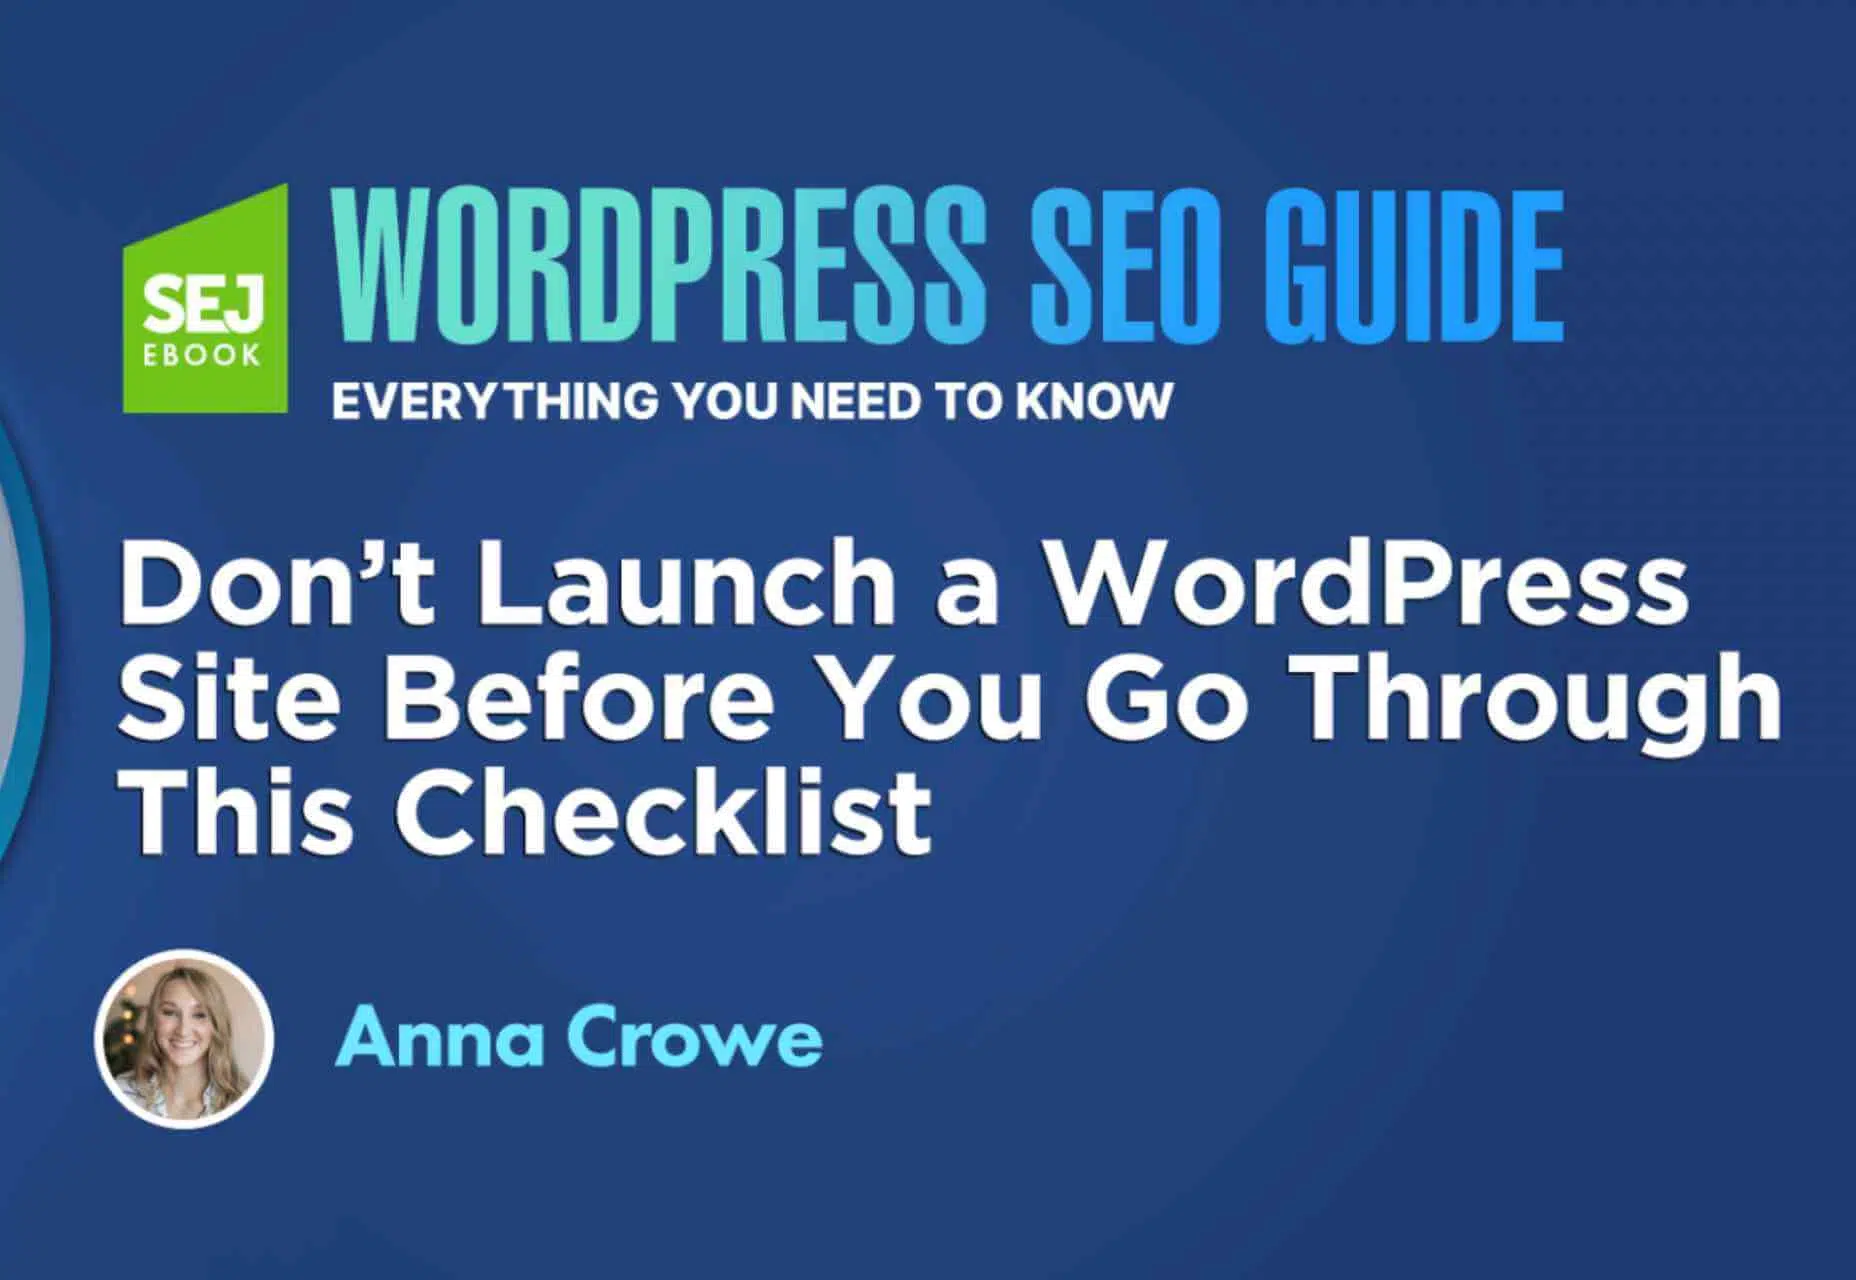 SEJ
EBOOK
WORDPRESS SEO GUIDE
EVERYTHING YOU NEED TO KNOW
Don’t Launch a WordPress
Site Before You Go Through
This Checklist
Anna Crowe